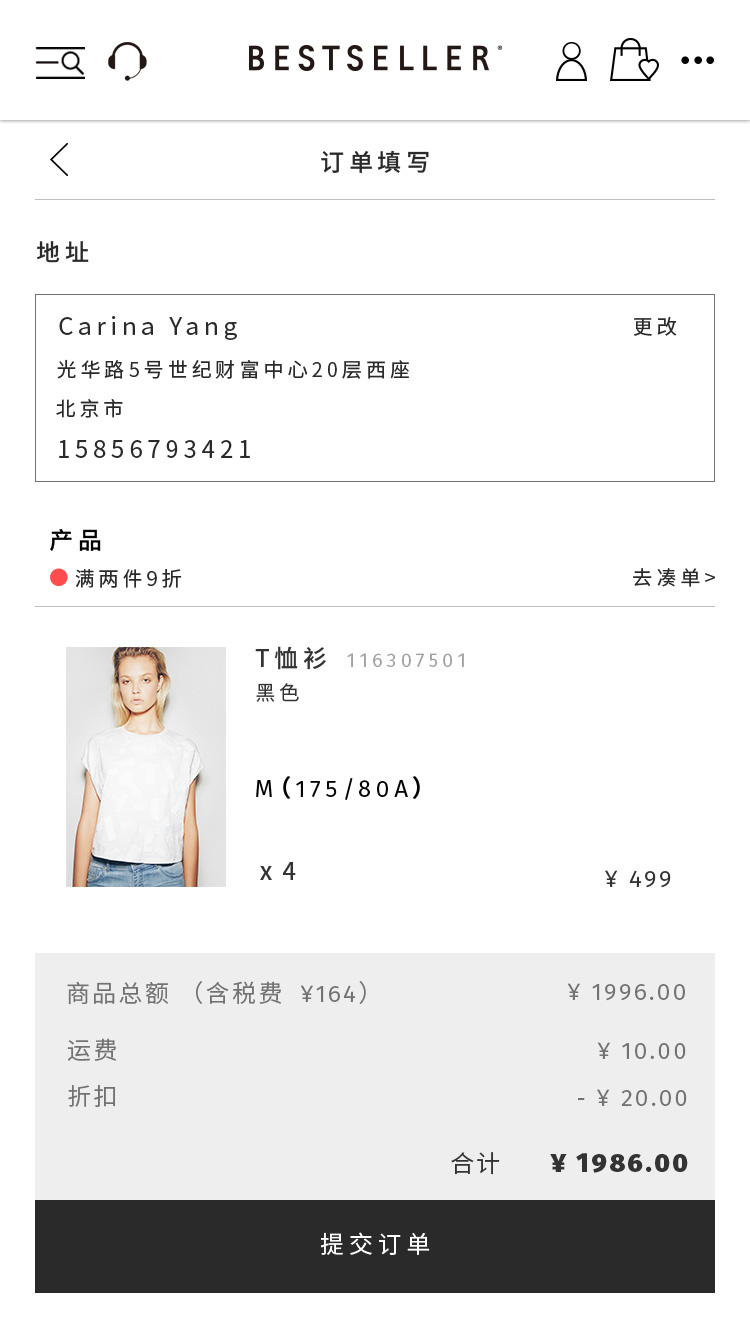 BESTSELLER®
订单填写
地址
Carina Yang 更改
光华路5号世纪财富中心20层西座
北京市
15856793421
产品
满两件9折 去凑单>
T恤衫 116307501
黑色
M(175/80A)
x 4 ¥ 499
商品总额 （含税费 ¥164） ¥ 1996.00
运费 ¥ 10.00
折扣 - ¥ 20.00
合计 ¥ 1986.00
提交订单